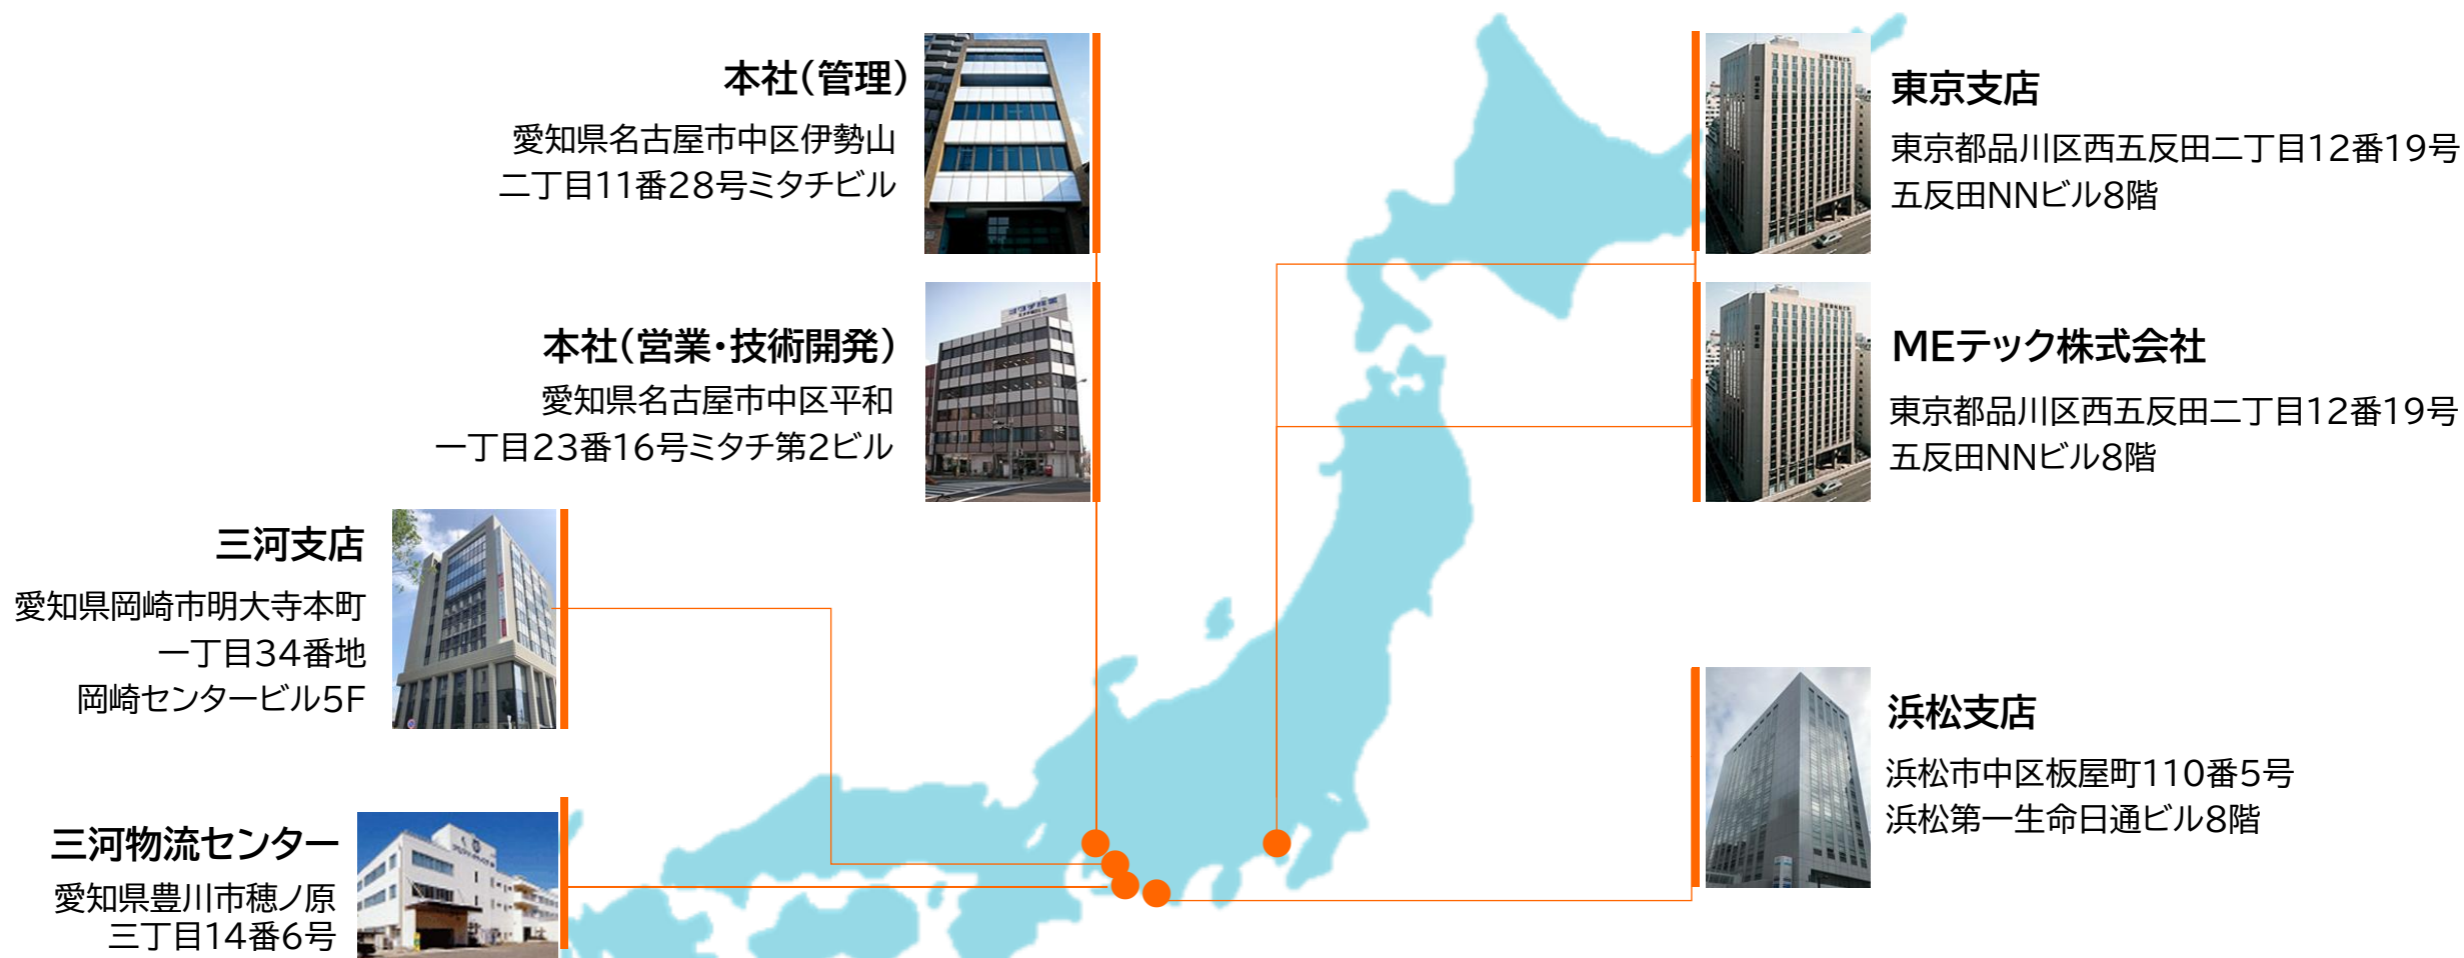 本社(管理)
愛知県名古屋市中区伊勢山
二丁目11番28号ミタチビル
本社(営業・技術開発)
愛知県名古屋市中区平和
一丁目23番16号ミタチ第2ビル
三河支店
愛知県岡崎市明大寺本町
一丁目34番地
岡崎センタービル5F
三河物流センター
愛知県豊川市穂ノ原
三丁目14番6号
東京支店
東京都品川区西五反田二丁目12番19号
五反田NNビル8階
MEテック株式会社
東京都品川区西五反田二丁目12番19号
五反田NNビル8階
浜松支店
浜松市中区板屋町110番5号
浜松第一生命日通ビル8階